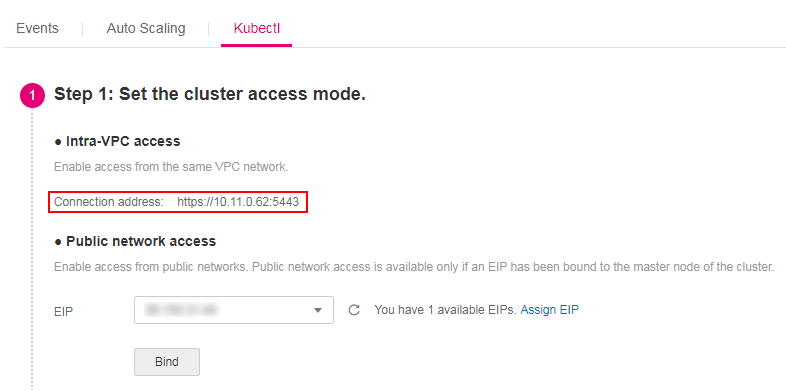 Events
Auto Scaling
Kubectl
1
Step 1: Set the cluster access mode.
● Intra-VPC access
Enable access from the same VPC network.
Connection address: https://10.11.0.62:5443
● Public network access
Enable access from public networks. Public network access is available only if an EIP has been bound to the master node of the cluster.
EIP
You have 1 available EIPs. Assign EIP
Bind